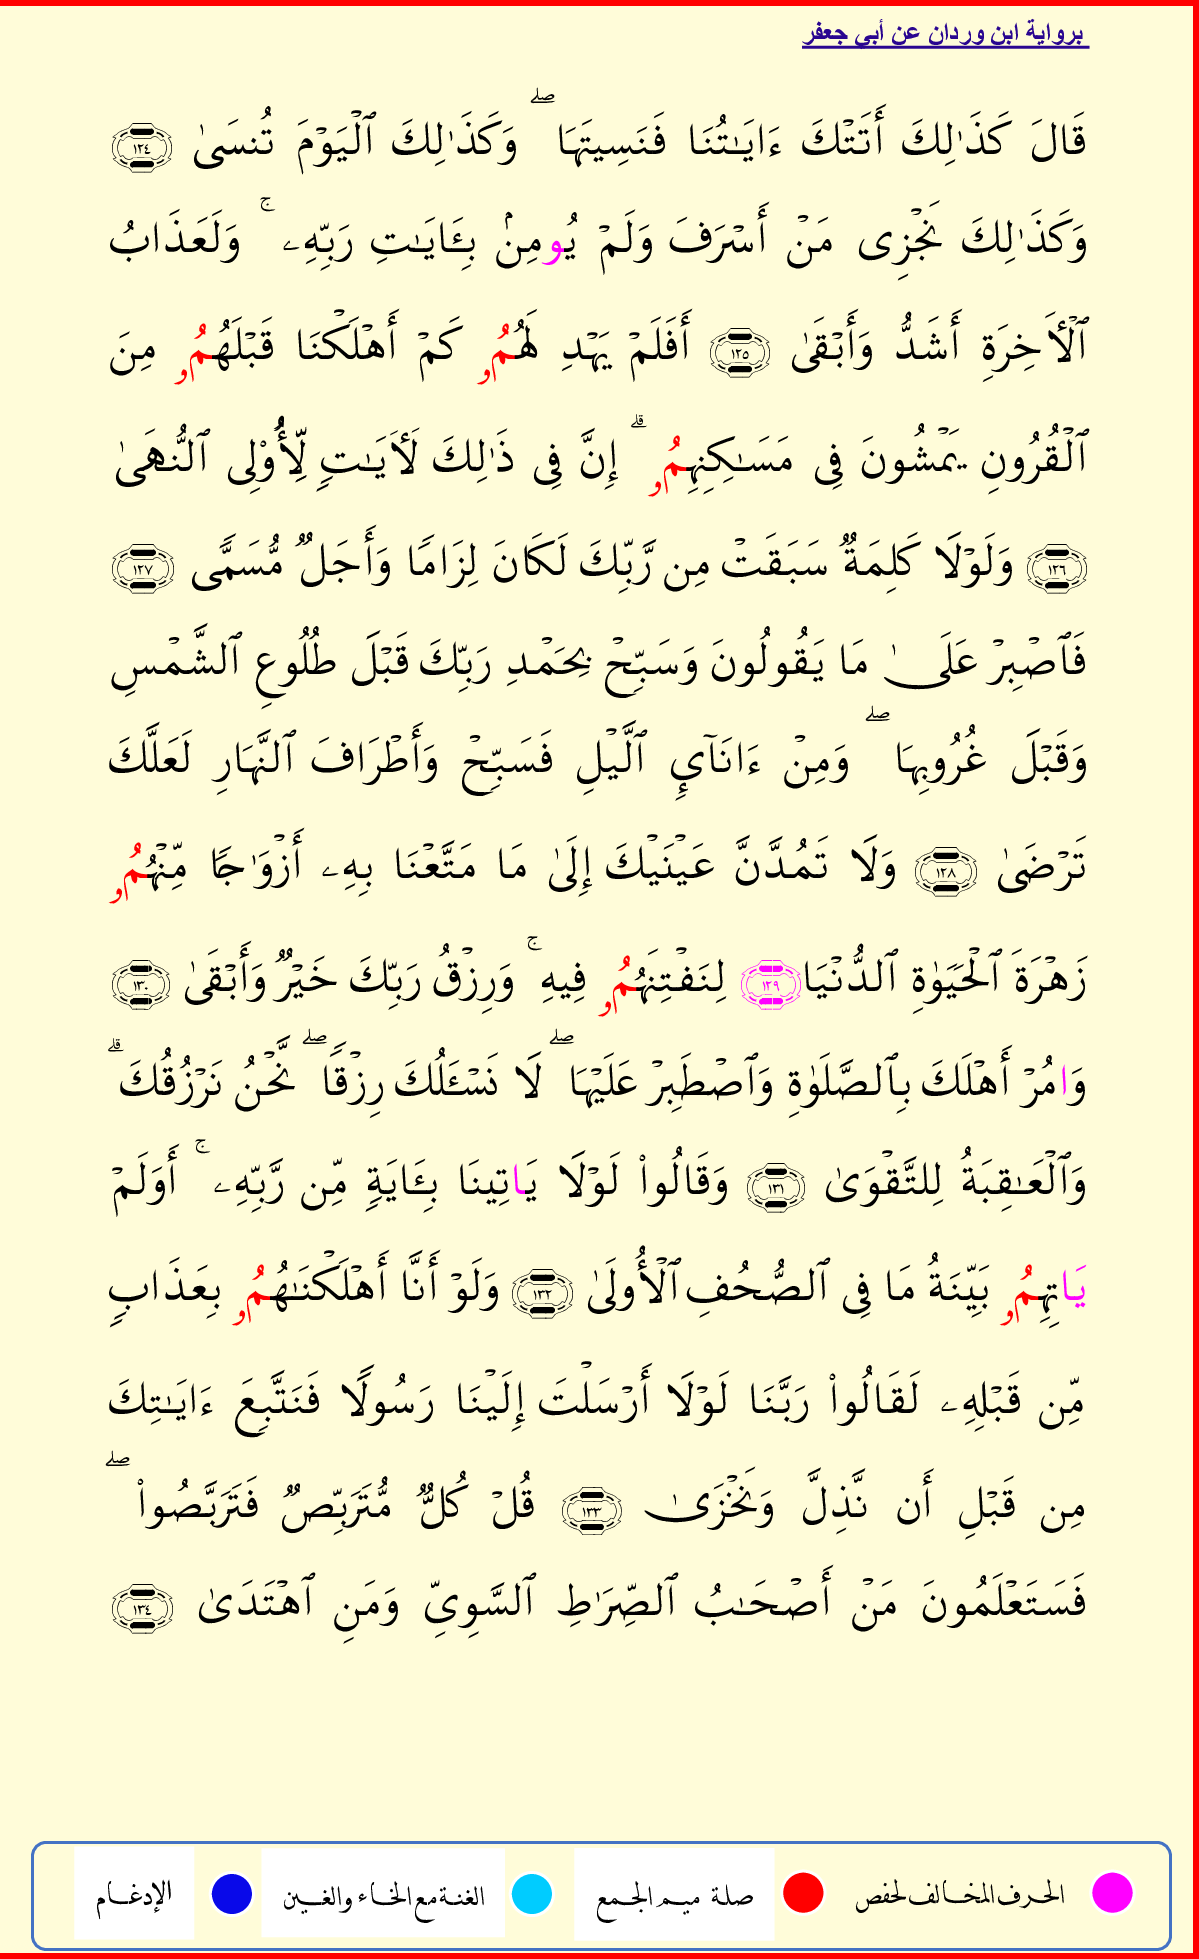 برواية ابن وردان عن أبي جعفر
قَالَ كَذَٰلِكَ أَتَتْكَ ءَايَٰتُنَا فَنَسِيتَهَا ۖ وَكَذَٰلِكَ ٱلْيَوْمَ تُنسَىٰ ١٢٤
وَكَذَٰلِكَ نَجْزِى مَنْ أَسْرَفَ وَلَمْ يُومِنۢ بِـَٔايَـٰتِ رَبِّهِۦ ۚ وَلَعَذَابُ
ٱلْأَخِرَةِ أَشَدُّ وَأَبْقَىٰ ١٢٥ أَفَلَمْ يَهْدِ لَهُمُۥ كَمْ أَهْلَكْنَا قَبْلَهُمُۥ مِنَ
ٱلْقُرُونِ يَمْشُونَ فِى مَسَـٰكِنِهِمُۥ ۗ إِنَّ فِى ذَٰلِكَ لَأَيَـٰتٍ لِّأُوْلِى ٱلنُّهَىٰ
١٢٦ وَلَوْلَا كَلِمَةٌ سَبَقَتْ مِن رَّبِّكَ لَكَانَ لِزَامًا وَأَجَلٌ مُّسَمًّى ١٢٧
فَٱصْبِرْ عَلَىٰ مَا يَقُولُونَ وَسَبِّحْ بِحَمْدِ رَبِّكَ قَبْلَ طُلُوعِ ٱلشَّمْسِ
وَقَبْلَ غُرُوبِهَا ۖ وَمِنْ ءَانَآيِٕ ٱلَّيْلِ فَسَبِّحْ وَأَطْرَافَ ٱلنَّهَارِ لَعَلَّكَ
تَرْضَىٰ ١٢٨ وَلَا تَمُدَّنَّ عَيْنَيْكَ إِلَىٰ مَا مَتَّعْنَا بِهِۦ أَزْوَٰجًا مِّنْهُمُۥ
زَهْرَةَ ٱلْحَيَوٰةِ ٱلدُّنْيَا ١٢٩ لِنَفْتِنَهُمُۥ فِيهِ ۚ وَرِزْقُ رَبِّكَ خَيْرٌ وَأَبْقَىٰ ١٣٠
وَامُرْ أَهْلَكَ بِٱلصَّلَوٰةِ وَٱصْطَبِرْ عَلَيْهَا ۖ لَا نَسْـَٔلُكَ رِزْقًا ۖ نَّحْنُ نَرْزُقُكَ ۗ
وَٱلْعَـٰقِبَةُ لِلتَّقْوَىٰ ١٣١ وَقَالُوا۟ لَوْلَا يَاتِينَا بِـَٔايَةٍ مِّن رَّبِّهِۦ ۚ أَوَلَمْ
يَاتِهِمُۥ بَيِّنَةُ مَا فِى ٱلصُّحُفِ ٱلْأُولَىٰ ١٣٢ وَلَوْ أَنَّا أَهْلَكْنَـٰهُمُۥ بِعَذَابٍ
مِّن قَبْلِهِۦ لَقَالُوا۟ رَبَّنَا لَوْلَا أَرْسَلْتَ إِلَيْنَا رَسُولًا فَنَتَّبِعَ ءَايَـٰتِكَ
مِن قَبْلِ أَن نَّذِلَّ وَنَخْزَىٰ ١٣٣ قُلْ كُلٌّ مُّتَرَبِّصٌ فَتَرَبَّصُوا۟ ۖ
فَسَتَعْلَمُونَ مَنْ أَصْحَـٰبُ ٱلصِّرَٰطِ ٱلسَّوِىِّ وَمَنِ ٱهْتَدَىٰ ١٣٤
الحرف المخالف لحفص صلة ميم الجمع الغنة مع الخاء والغين الإدغام